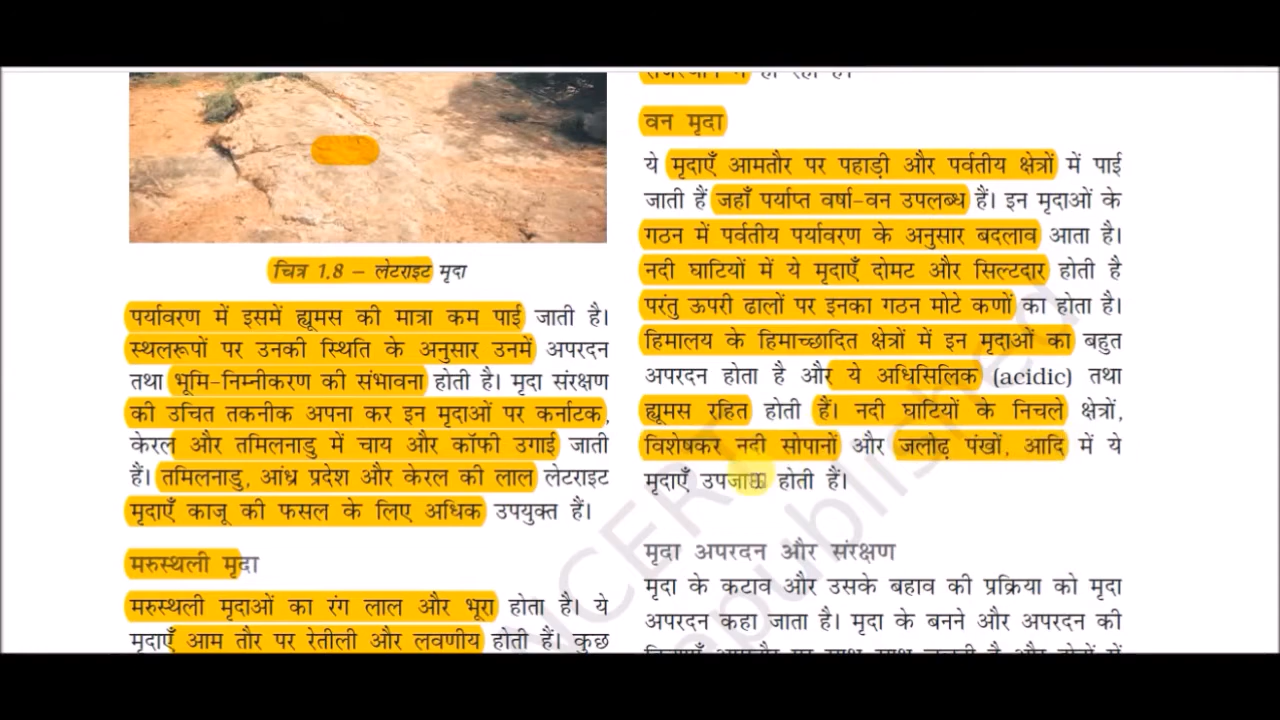 चित्र 1.8 – लेटराइट मृदा
पर्यावरण में इसमें ह्यूमस की मात्रा कम पाई जाती है।
स्थलरूपों पर उनकी स्थिति के अनुसार उनमें अपरदन
तथा भूमि-निम्नीकरण की संभावना होती है। मृदा संरक्षण
की उचित तकनीक अपना कर इन मृदाओं पर कर्नाटक,
केरल और तमिलनाडु में चाय और कॉफी उगाई जाती
हैं। तमिलनाडु, आंध्र प्रदेश और केरल की लाल लेटराइट
मृदाएँ काजू की फसल के लिए अधिक उपयुक्त हैं।
मरुस्थली मृदा
मरुस्थली मृदाओं का रंग लाल और भूरा होता है। ये
मृदाएँ आम तौर पर रेतीली और लवणीय होती हैं। कुछ
वन मृदा
ये मृदाएँ आमतौर पर पहाड़ी और पर्वतीय क्षेत्रों में पाई
जाती हैं जहाँ पर्याप्त वर्षा-वन उपलब्ध हैं। इन मृदाओं के
गठन में पर्वतीय पर्यावरण के अनुसार बदलाव आता है।
नदी घाटियों में ये मृदाएँ दोमट और सिल्टदार होती है
परंतु ऊपरी ढालों पर इनका गठन मोटे कणों का होता है।
हिमालय के हिमाच्छादित क्षेत्रों में इन मृदाओं का बहुत
अपरदन होता है और ये अधिसिलिक (acidic) तथा
ह्यूमस रहित होती हैं। नदी घाटियों के निचले क्षेत्रों,
विशेषकर नदी सोपानों और जलोढ़ पंखों, आदि में ये
मृदाएँ उपजाऊ होती हैं।
मृदा अपरदन और संरक्षण
मृदा के कटाव और उसके बहाव की प्रक्रिया को मृदा
अपरदन कहा जाता है। मृदा के बनने और अपरदन की